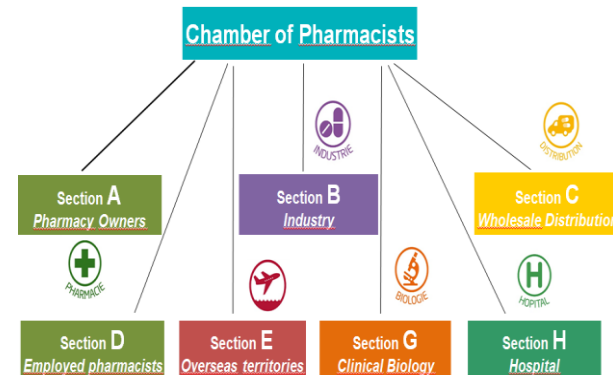 Chamber of Pharmacists
INDUSTRIE
DISTRIBUTION
Section A
Pharmacy Owners
Section B
Industry
Section C
Wholesale Distribution
PHARMACIE
BIOLOGIE
HOPITAL
Section D
Employed pharmacists
Section E
Overseas territories
Section G
Clinical Biology
Section H
Hospital